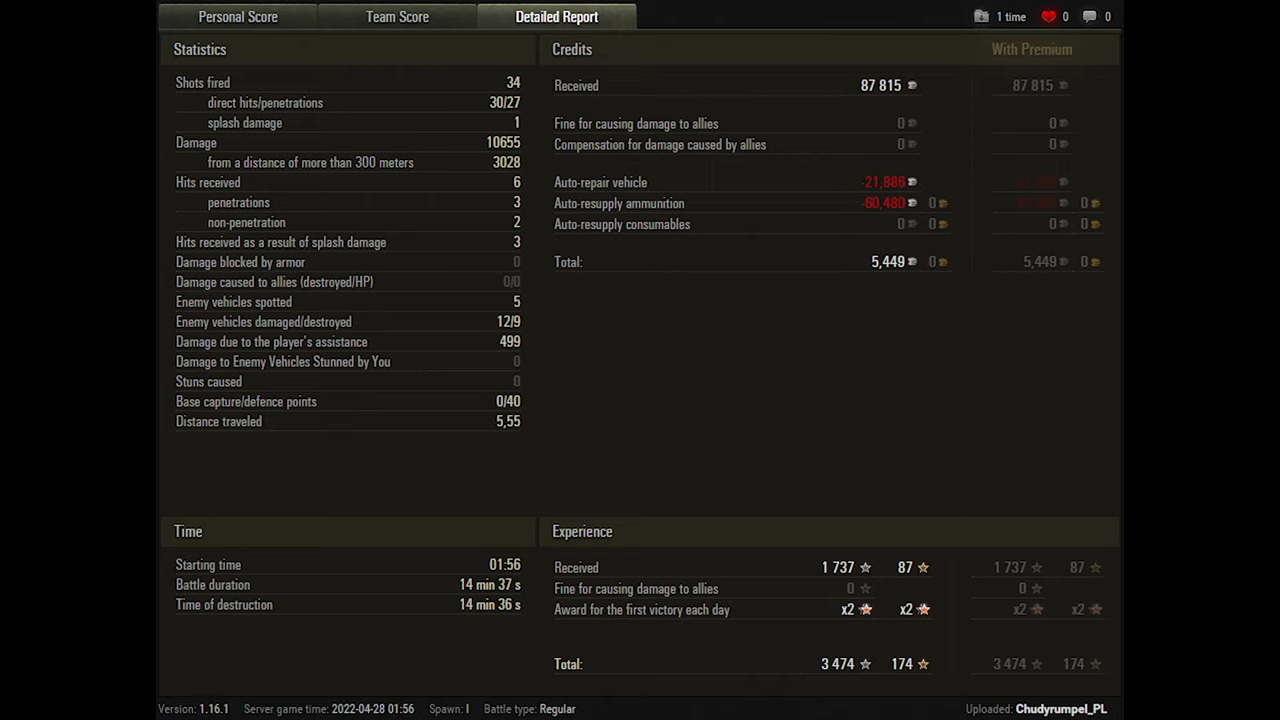 Personal Score Team Score Detailed Report 1 time 0 0
Statistics
Shots fired 34
direct hits/penetrations 30/27
splash damage 1
Damage 10655
from a distance of more than 300 meters 3028
Hits received 6
penetrations 3
non-penetration 2
Hits received as a result of splash damage 3
Damage blocked by armor 0
Damage caused to allies (destroyed/HP) 0/0
Enemy vehicles spotted 5
Enemy vehicles damaged/destroyed 12/9
Damage due to the player's assistance 499
Damage to Enemy Vehicles Stunned by You 0
Stuns caused 0
Base capture/defence points 0/40
Distance traveled 5,55
Credits With Premium
Received 87 815 87 815
Fine for causing damage to allies 0 0
Compensation for damage caused by allies 0 0
Auto-repair vehicle -21,886
Auto-resupply ammunition -60,480 0 0
Auto-resupply consumables 0 0 0 0
Total: 5,449 0 5,449 0
Time
Starting time 01:56
Battle duration 14 min 37 s
Time of destruction 14 min 36 s
Experience
Received 1 737 87 1 737 87
Fine for causing damage to allies 0 0
Award for the first victory each day x2 x2 x2 x2
Total: 3 474 174 3 474 174
Version: 1.16.1 Server game time: 2022-04-28 01:56 Spawn: I Battle type: Regular Uploaded: Chudyrumpel_PL